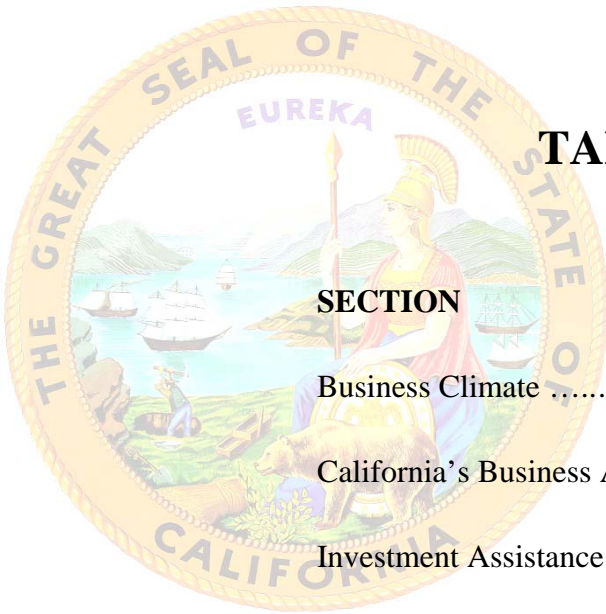 THE GREAT SEAL OF THE STATE OF CALIFORNIA
EUREKA
TA
SECTION
Business Climate …...
California’s Business A
Investment Assistance